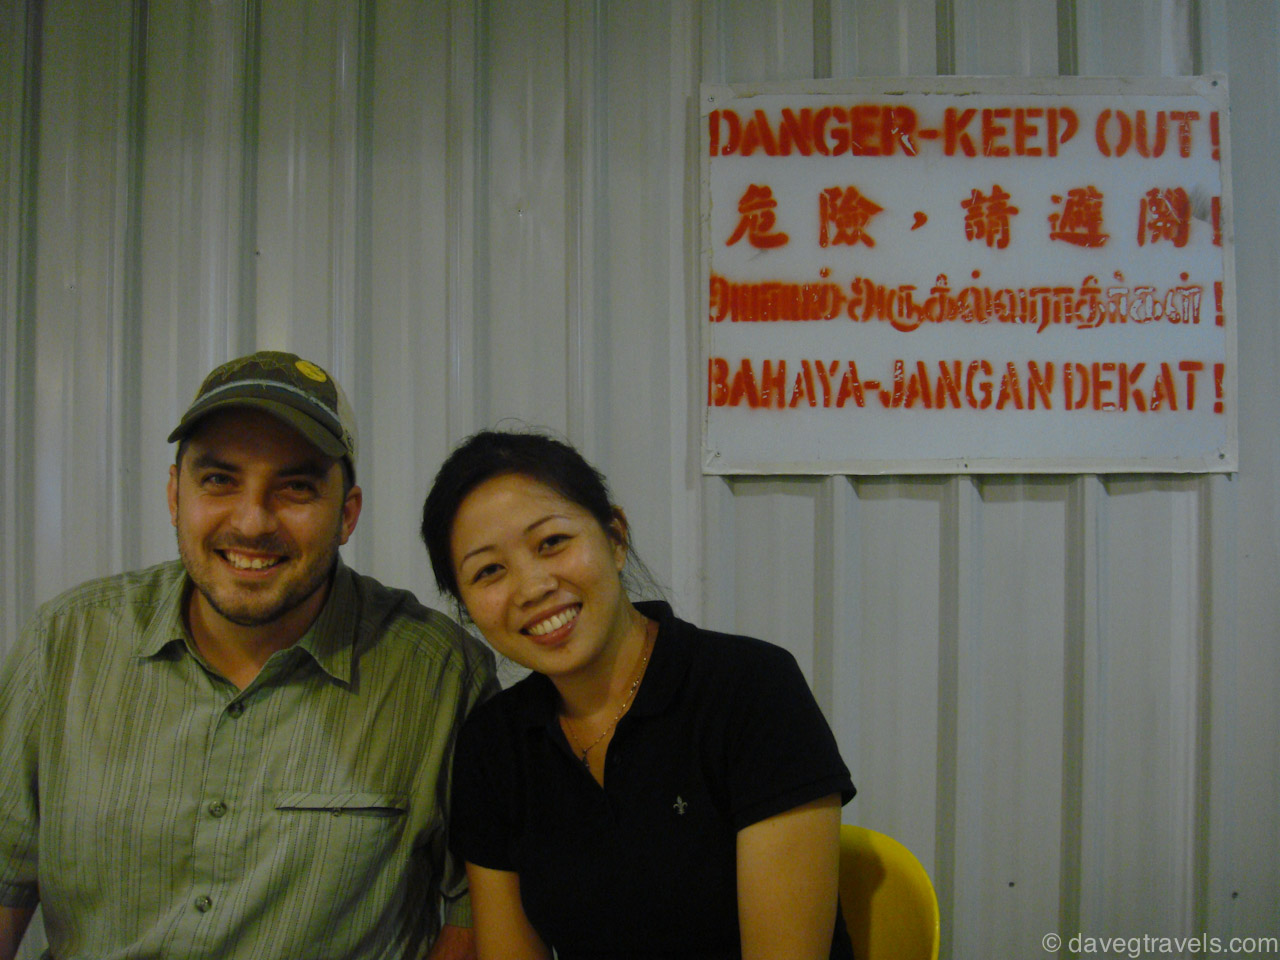 DANGER-KEEP OUT!
危險，請避開!
அபாயம்-அருகில்வராதீர்கள்!
BAHAYA-JANGAN DEKAT!
© davegtravels.com